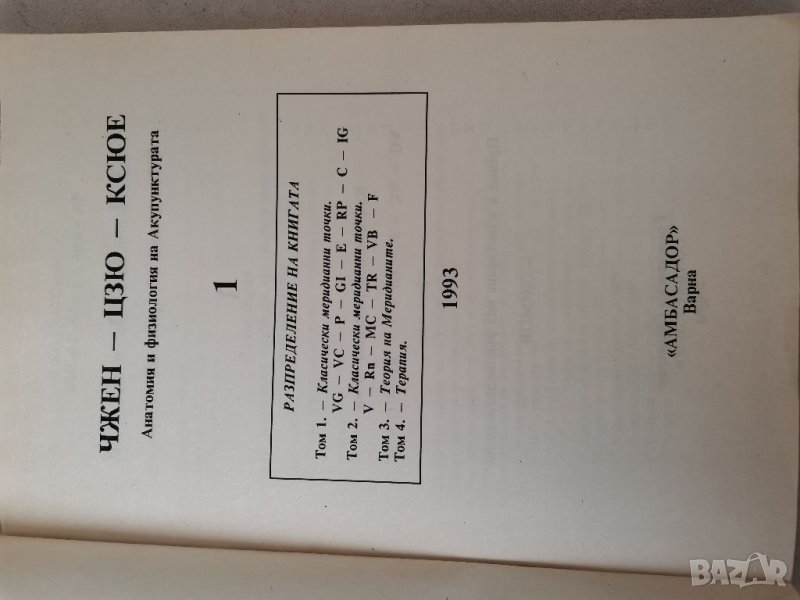 ЧЖЕН – ЦЗЮ – КСЮЕ
Анатомия и физиология на Акупунктурата
1
РАЗПРЕДЕЛЕНИЕ НА КНИГАТА
Том 1. – Класически меридианни точки.
VG – VC – P – GI – E – RP – C – IG
Том 2. – Класически меридианни точки.
V – Rn – MC – TR – VB – F
Том 3. – Теория на Меридианите.
Том 4. – Терапия.
1993
«АМБАСАДОР»
Варна
BAZAR